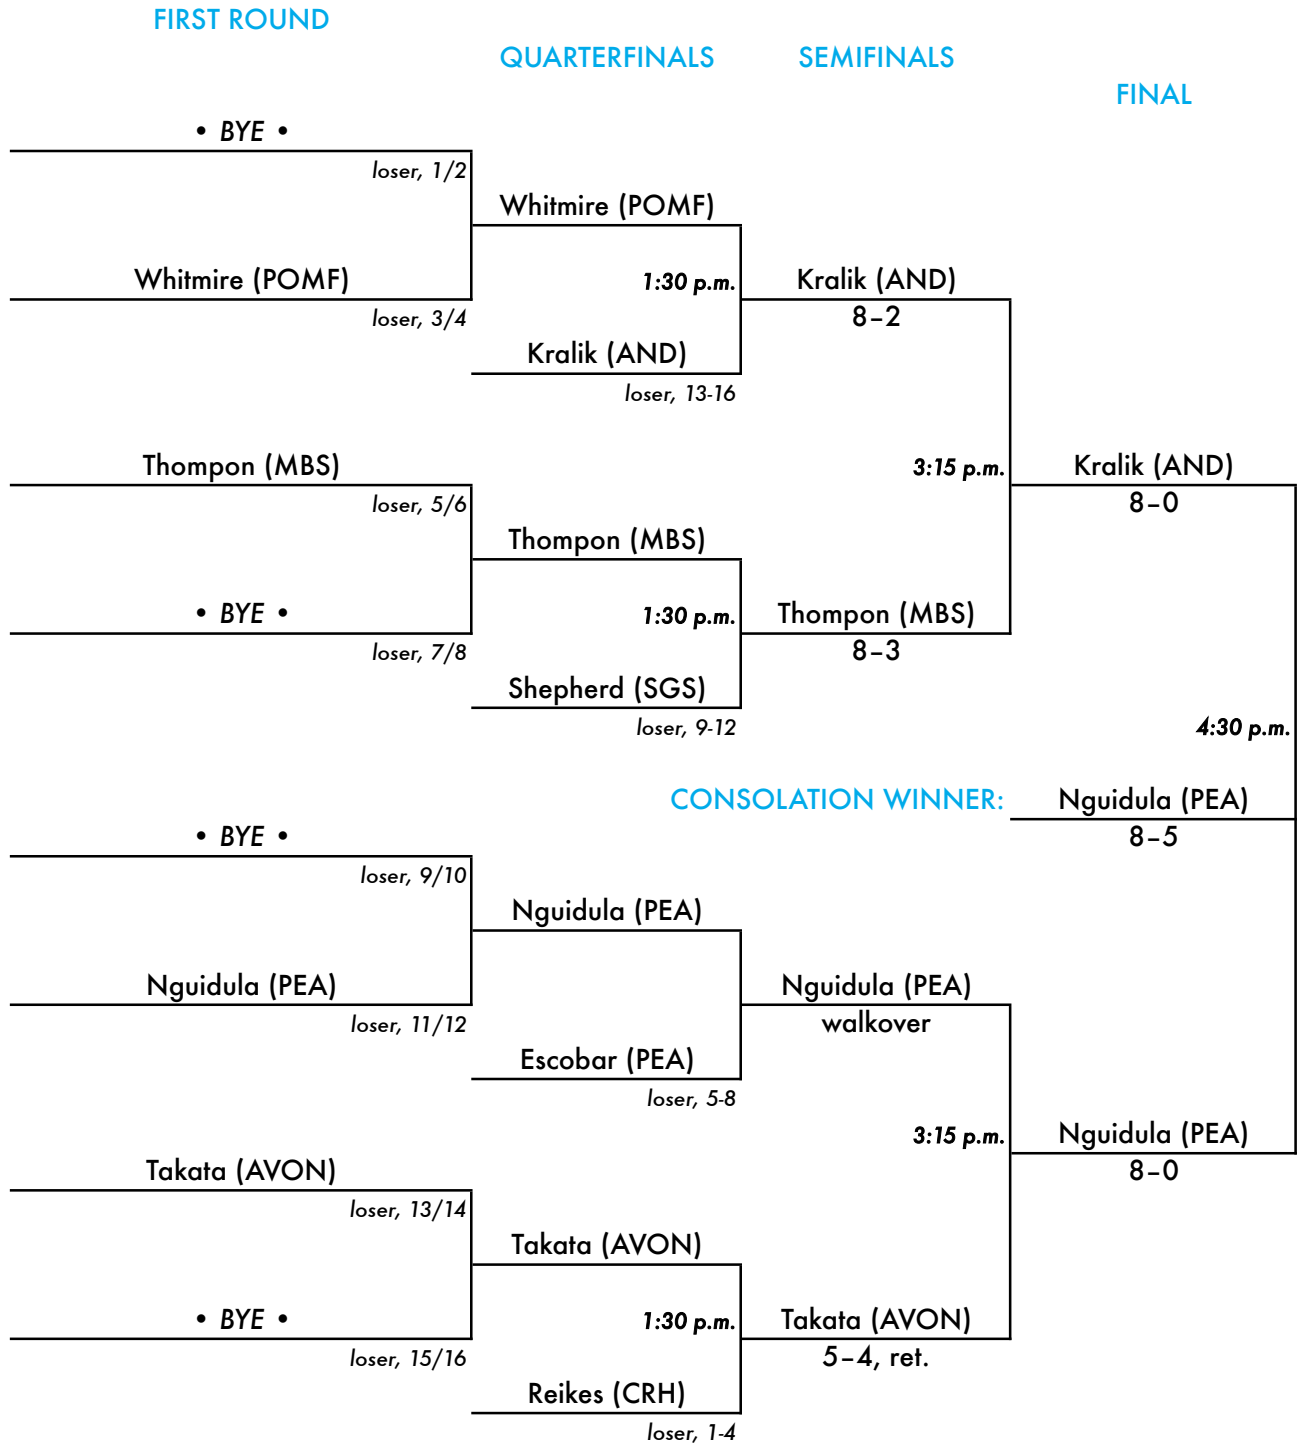 FIRST ROUND
QUARTERFINALS SEMIFINALS
FINAL
• BYE •
loser, 1/2
Whitmire (POMF)
Whitmire (POMF) 1:30 p.m. Kralik (AND)
loser, 3/4 8–2
Kralik (AND)
loser, 13-16
Thompon (MBS) 3:15 p.m. Kralik (AND)
loser, 5/6 8–0
Thompon (MBS)
• BYE • 1:30 p.m. Thompon (MBS)
loser, 7/8 8–3
Shepherd (SGS)
loser, 9-12 4:30 p.m.
CONSOLATION WINNER: Nguidula (PEA)
• BYE • 8–5
loser, 9/10
Nguidula (PEA)
Nguidula (PEA) Nguidula (PEA)
loser, 11/12 walkover
Escobar (PEA)
loser, 5-8
3:15 p.m. Nguidula (PEA)
Takata (AVON) 8–0
loser, 13/14
Takata (AVON)
• BYE • 1:30 p.m. Takata (AVON)
loser, 15/16 5–4, ret.
Reikes (CRH)
loser, 1-4